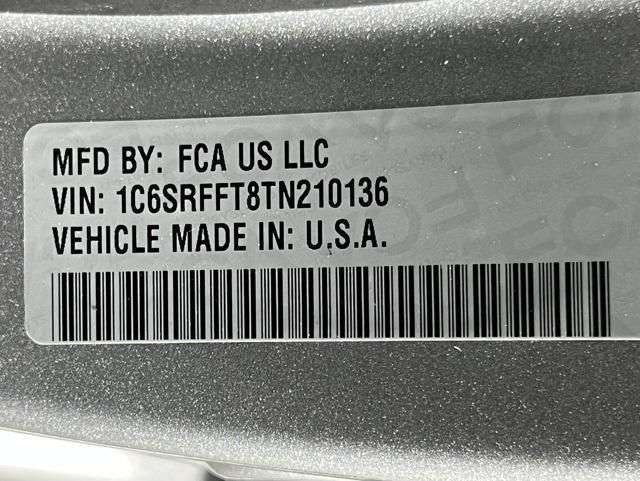 MFD BY: FCA US LLC
VIN: 1C6SRFFT8TN210136
VEHICLE MADE IN: U.S.A.